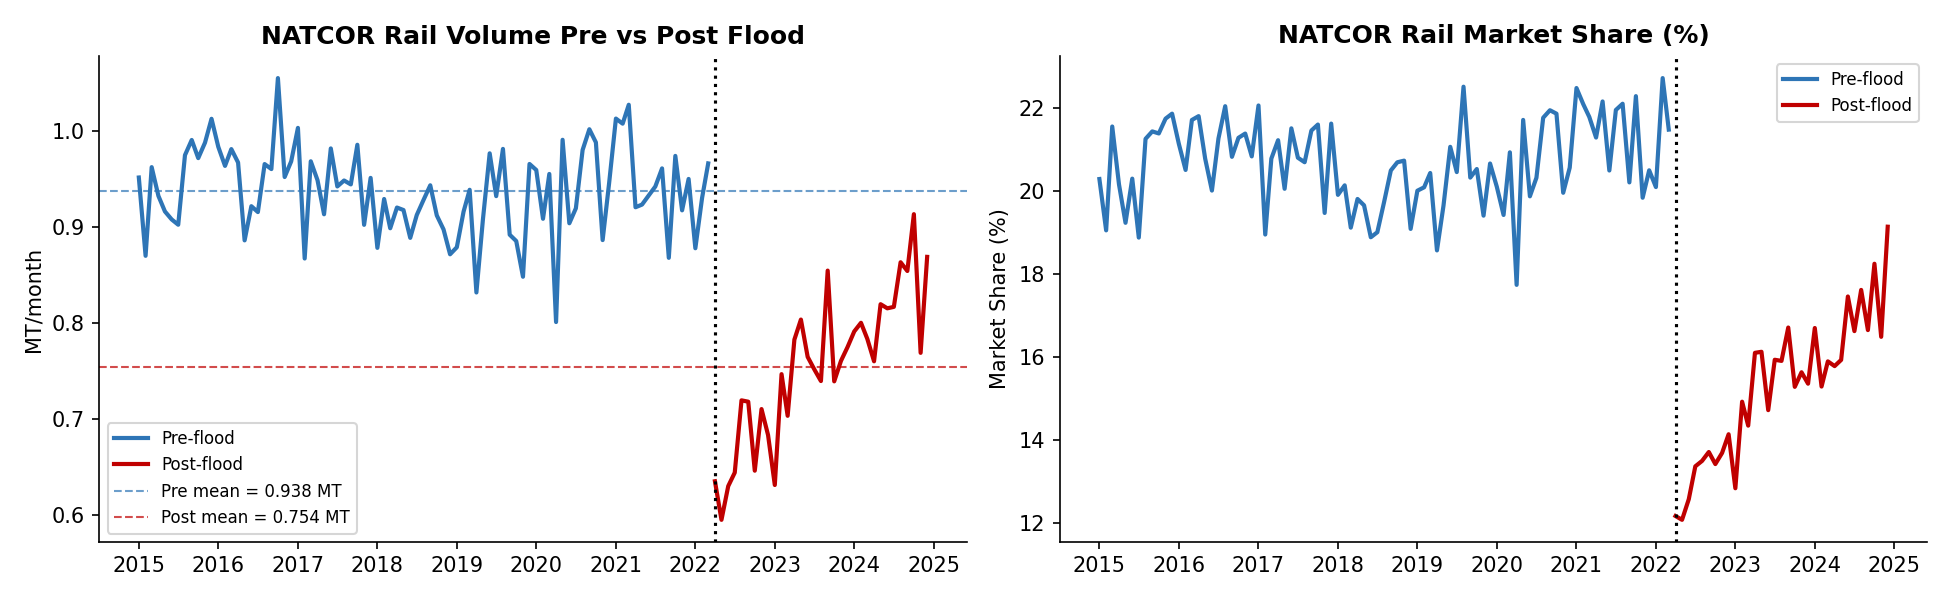 NATCOR Rail Volume Pre vs Post Flood
MT/month
1.0
0.9
0.8
0.7
0.6
Pre-flood
Post-flood
Pre mean = 0.938 MT
Post mean = 0.754 MT
2015 2016 2017 2018 2019 2020 2021 2022 2023 2024 2025
NATCOR Rail Market Share (%)
Market Share (%)
22
20
18
16
14
12
Pre-flood
Post-flood
2015 2016 2017 2018 2019 2020 2021 2022 2023 2024 2025